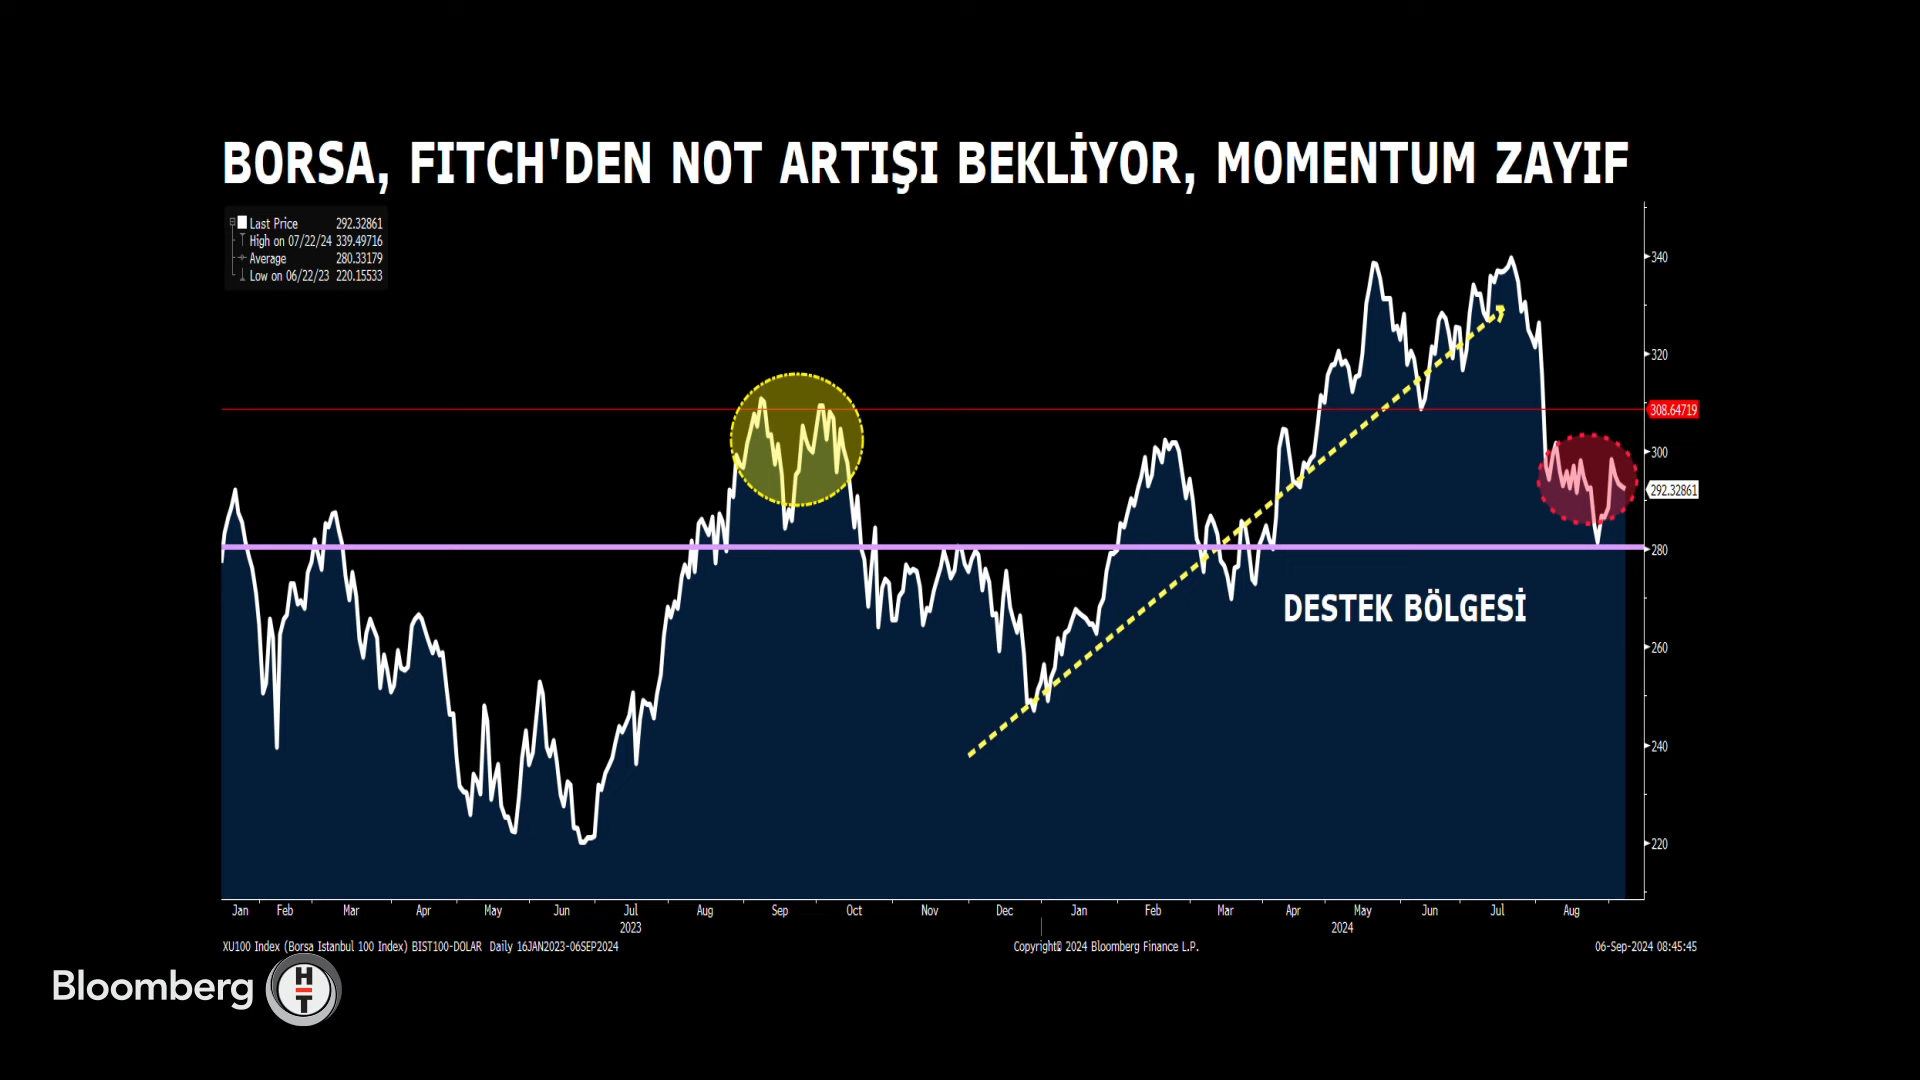 BORSA, FITCH'DEN NOT ARTIŞI BEKLİYOR, MOMENTUM ZAYIF
Last Price 292.32861
High on 07/22/24 339.49716
Average 280.33179
Low on 06/22/23 220.15533
340
320
308.64719
300
292.32861
280
DESTEK BÖLGESİ
260
240
220
Jan Feb Mar Apr May Jun Jul Aug Sep Oct Nov Dec Jan Feb Mar Apr May Jun Jul Aug
2023 2024
XU100 Index (Borsa Istanbul 100 Index) BIST100-DOLAR Daily 16JAN2023-06SEP2024 Copyright© 2024 Bloomberg Finance L.P. 06-Sep-2024 08:45:45
Bloomberg HT